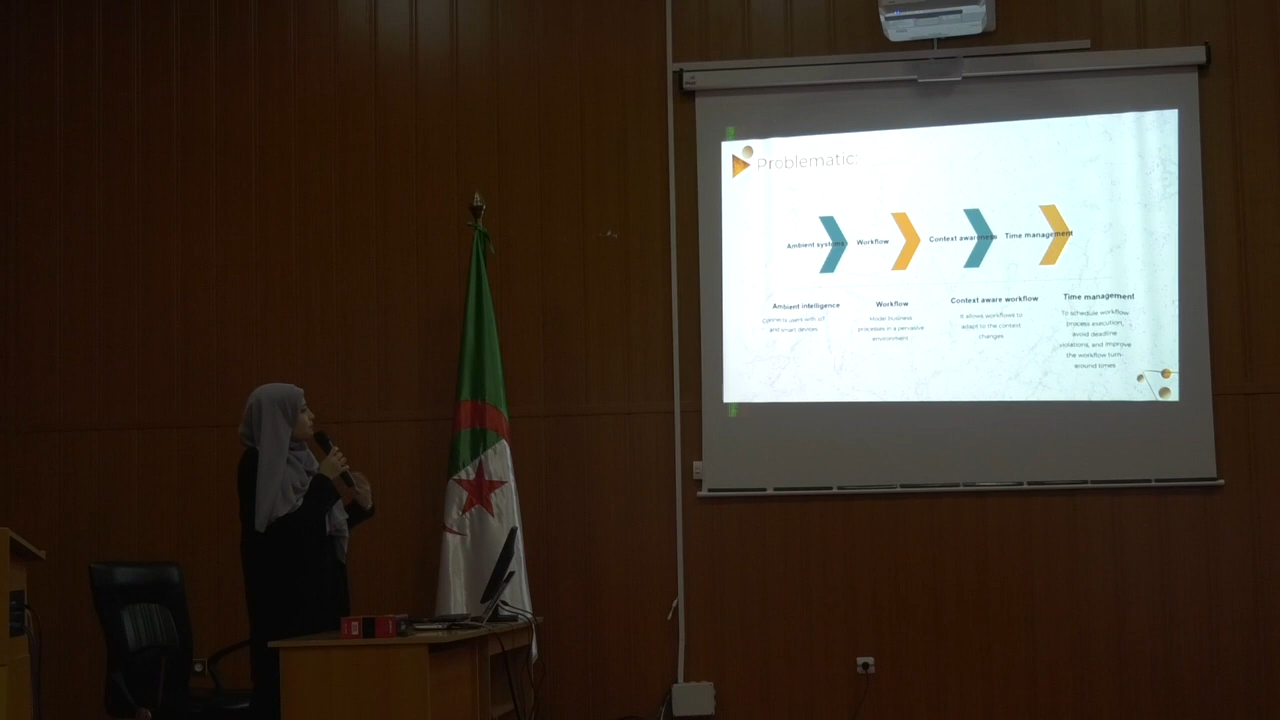 Problematic:
Ambient systems
Workflow
Context awareness
Time management
Ambient intelligence
Connects users with IoT
and smart devices
Workflow
Model business
processes in a pervasive
environment
Context aware workflow
It allows workflows to
adapt to the context
changes
Time management
To schedule workflow
process execution,
avoid deadline
violations, and improve
the workflow turn-
around times